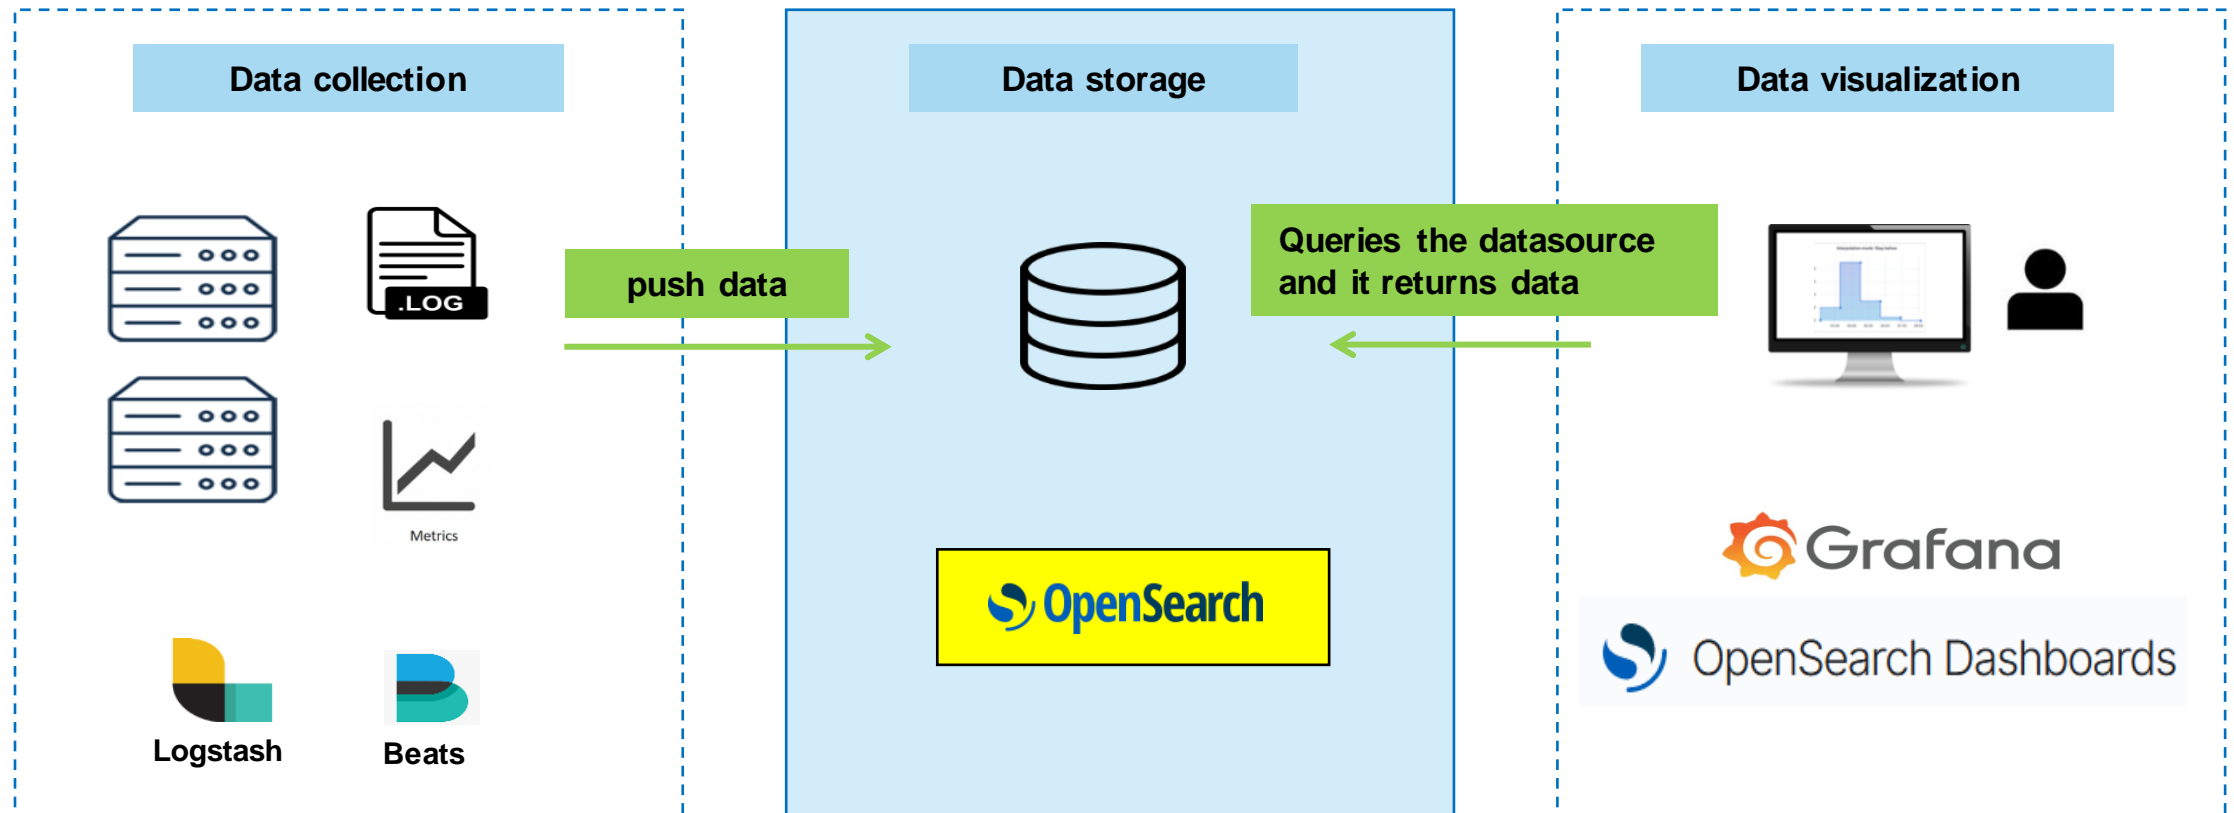 Data collection
Data storage
Data visualization
.LOG
push data
Queries the datasource
and it returns data
Metrics
Grafana
OpenSearch
OpenSearch Dashboards
Logstash
Beats